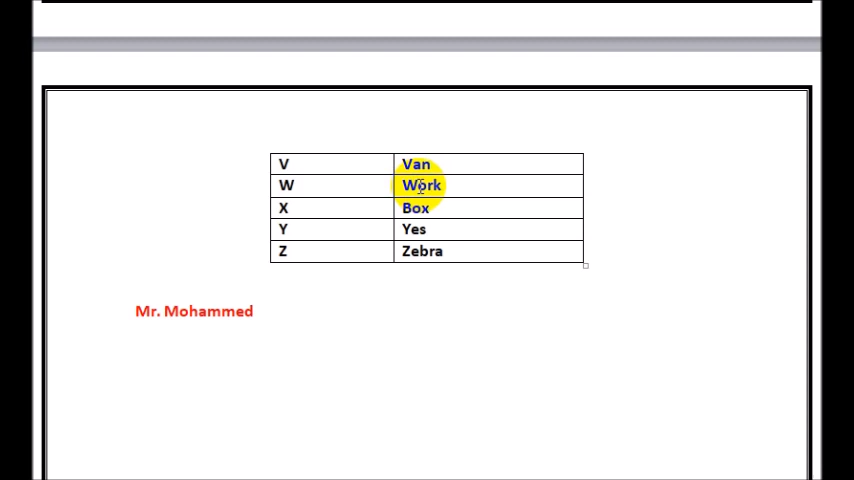 V Van
W Work
X Box
Y Yes
Z Zebra
Mr. Mohammed